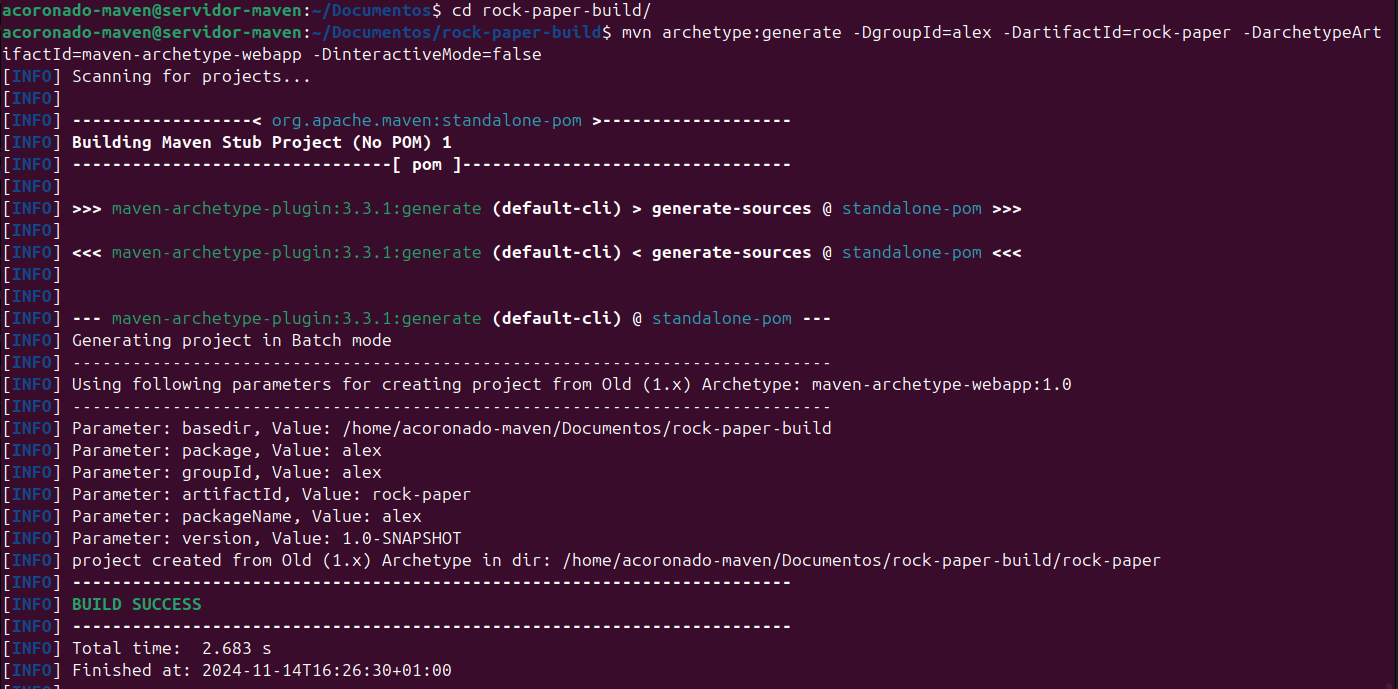 acoronado-maven@servidor-maven:~/Documentos$ cd rock-paper-build/
acoronado-maven@servidor-maven:~/Documentos/rock-paper-build$ mvn archetype:generate -DgroupId=alex -DartifactId=rock-paper -DarchetypeArt
ifactId=maven-archetype-webapp -DinteractiveMode=false
[INFO] Scanning for projects...
[INFO]
[INFO] ------------------< org.apache.maven:standalone-pom >-------------------
[INFO] Building Maven Stub Project (No POM) 1
[INFO] --------------------------------[ pom ]---------------------------------
[INFO]
[INFO] >>> maven-archetype-plugin:3.3.1:generate (default-cli) > generate-sources @ standalone-pom >>>
[INFO]
[INFO] <<< maven-archetype-plugin:3.3.1:generate (default-cli) < generate-sources @ standalone-pom <<<
[INFO]
[INFO]
[INFO] --- maven-archetype-plugin:3.3.1:generate (default-cli) @ standalone-pom ---
[INFO] Generating project in Batch mode
[INFO] ----------------------------------------------------------------------------
[INFO] Using following parameters for creating project from Old (1.x) Archetype: maven-archetype-webapp:1.0
[INFO] ----------------------------------------------------------------------------
[INFO] Parameter: basedir, Value: /home/acoronado-maven/Documentos/rock-paper-build
[INFO] Parameter: package, Value: alex
[INFO] Parameter: groupId, Value: alex
[INFO] Parameter: artifactId, Value: rock-paper
[INFO] Parameter: packageName, Value: alex
[INFO] Parameter: version, Value: 1.0-SNAPSHOT
[INFO] project created from Old (1.x) Archetype in dir: /home/acoronado-maven/Documentos/rock-paper-build/rock-paper
[INFO] ------------------------------------------------------------------------
[INFO] BUILD SUCCESS
[INFO] ------------------------------------------------------------------------
[INFO] Total time:  2.683 s
[INFO] Finished at: 2024-11-14T16:26:30+01:00